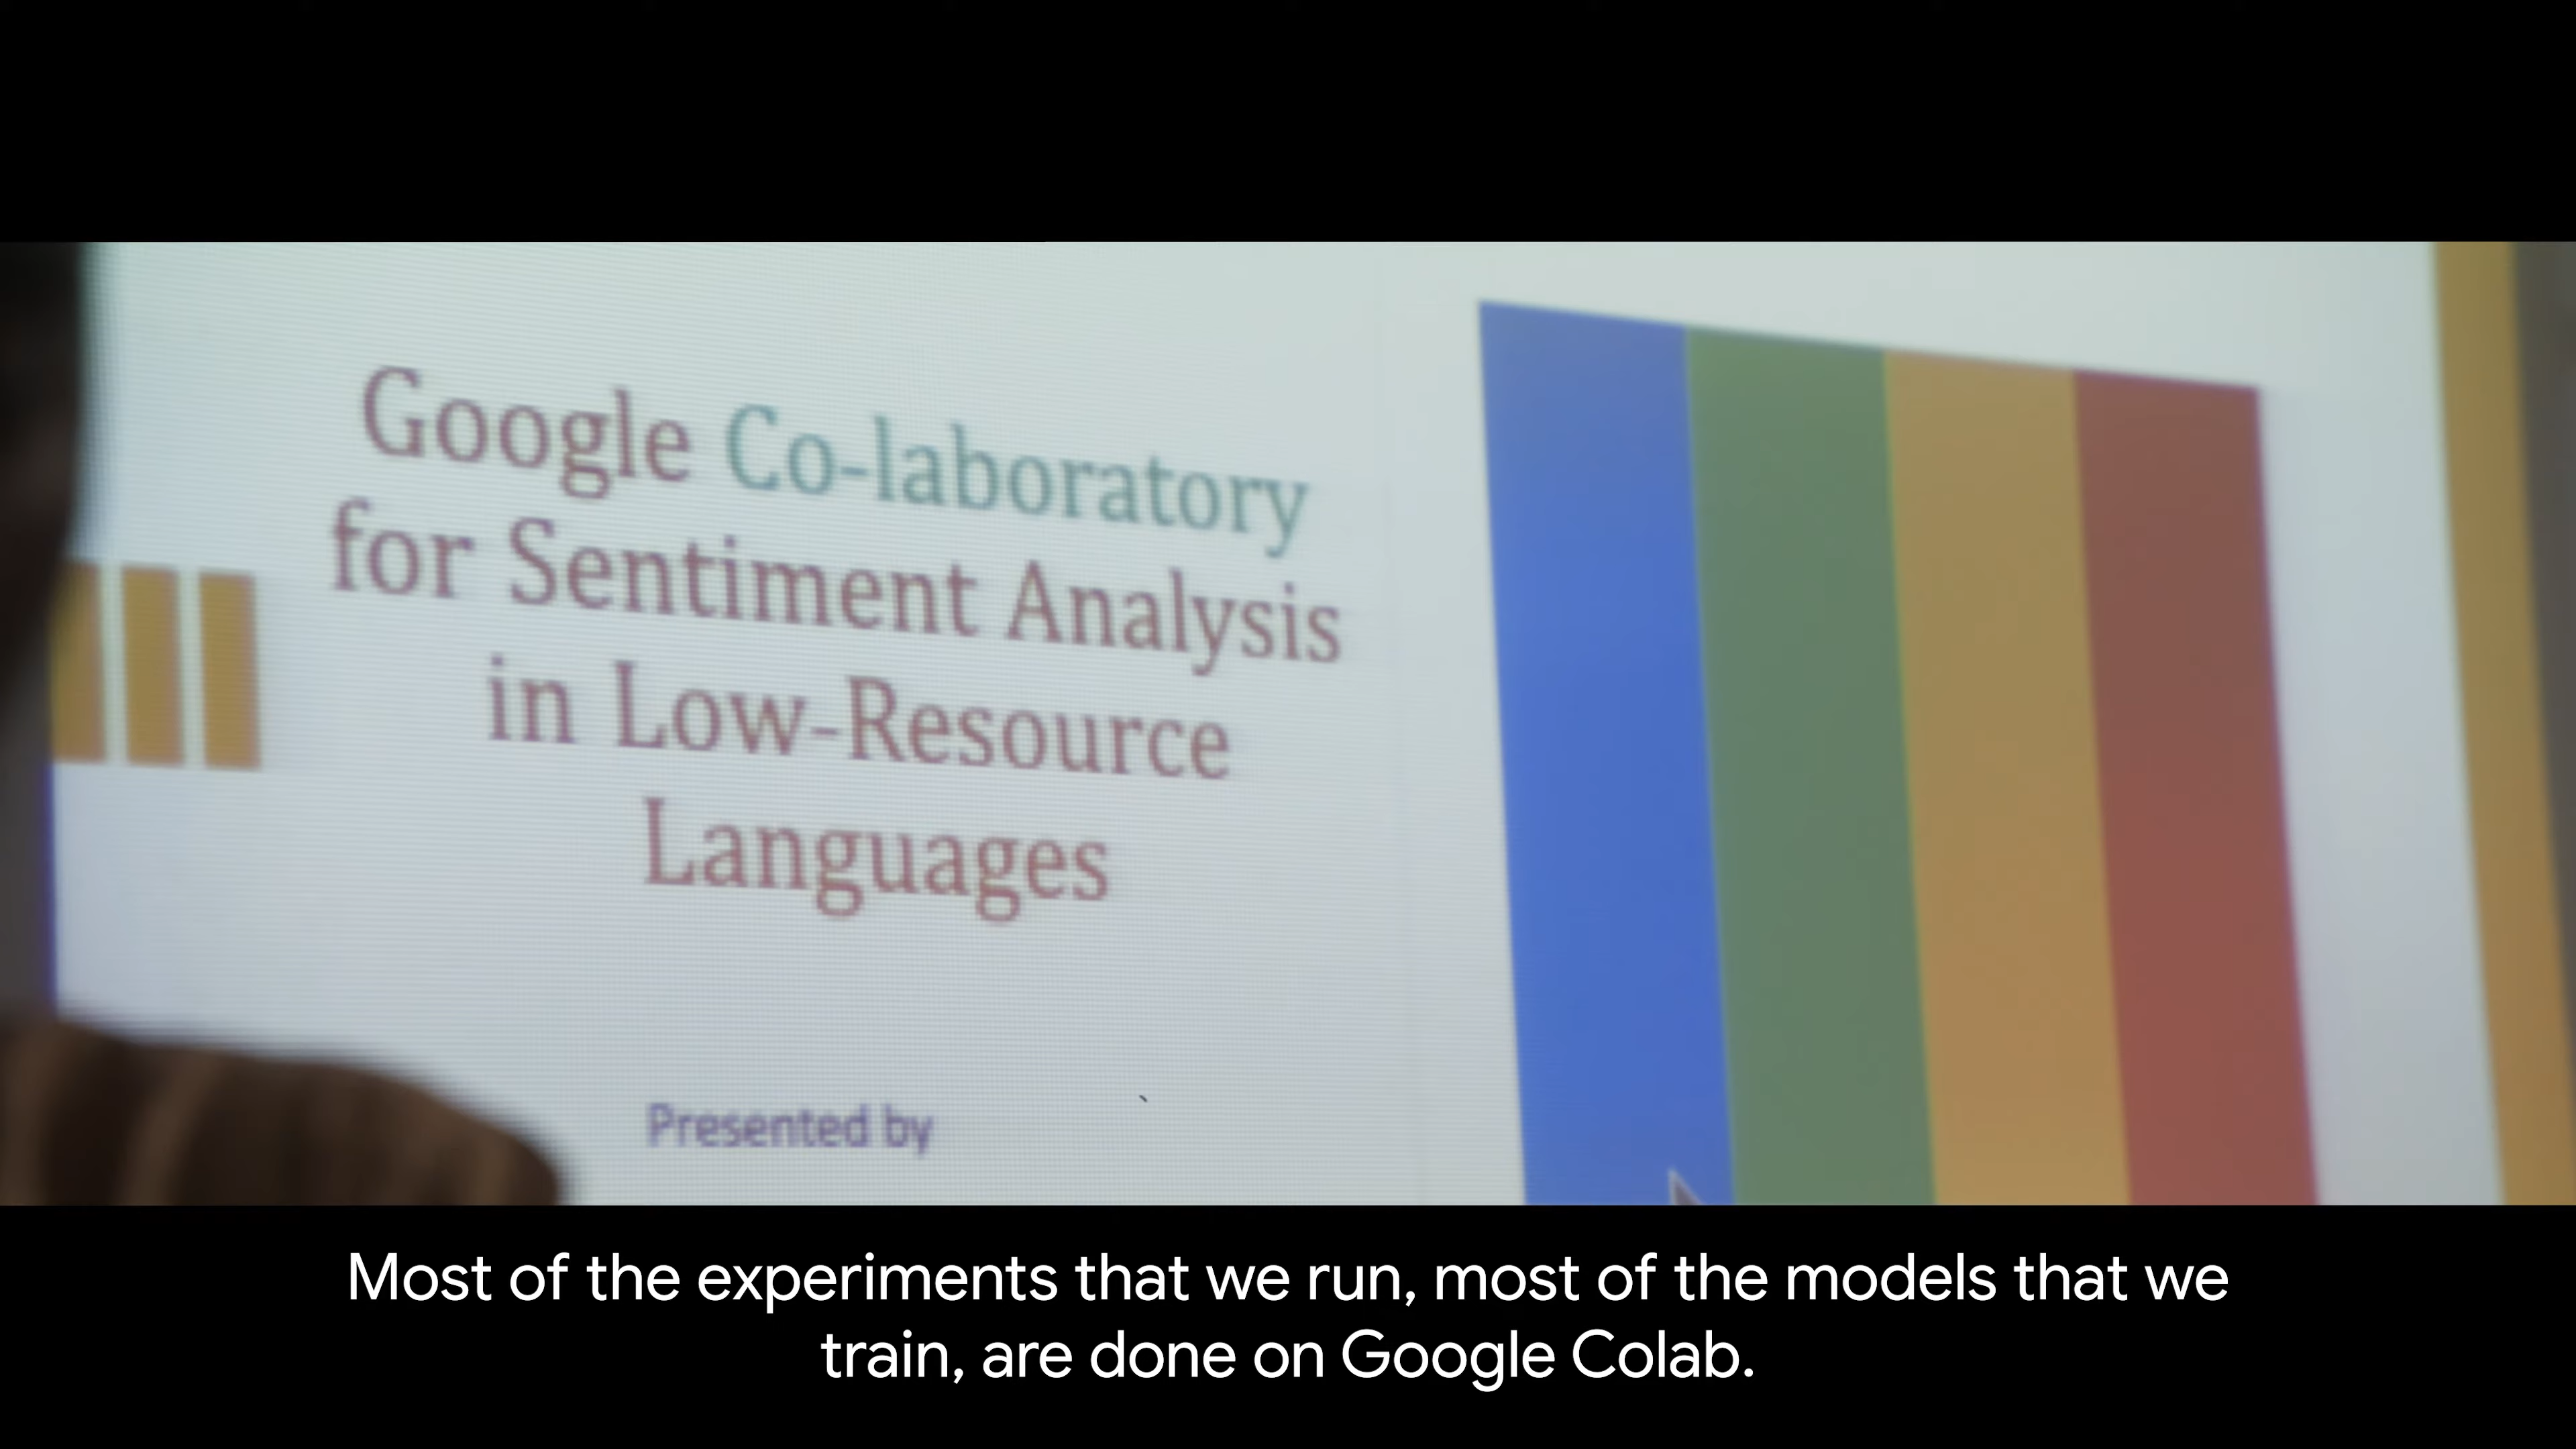 Google Co-laboratory
for Sentiment Analysis
in Low-Resource
Languages
Presented by
Most of the experiments that we run, most of the models that we
train, are done on Google Colab.